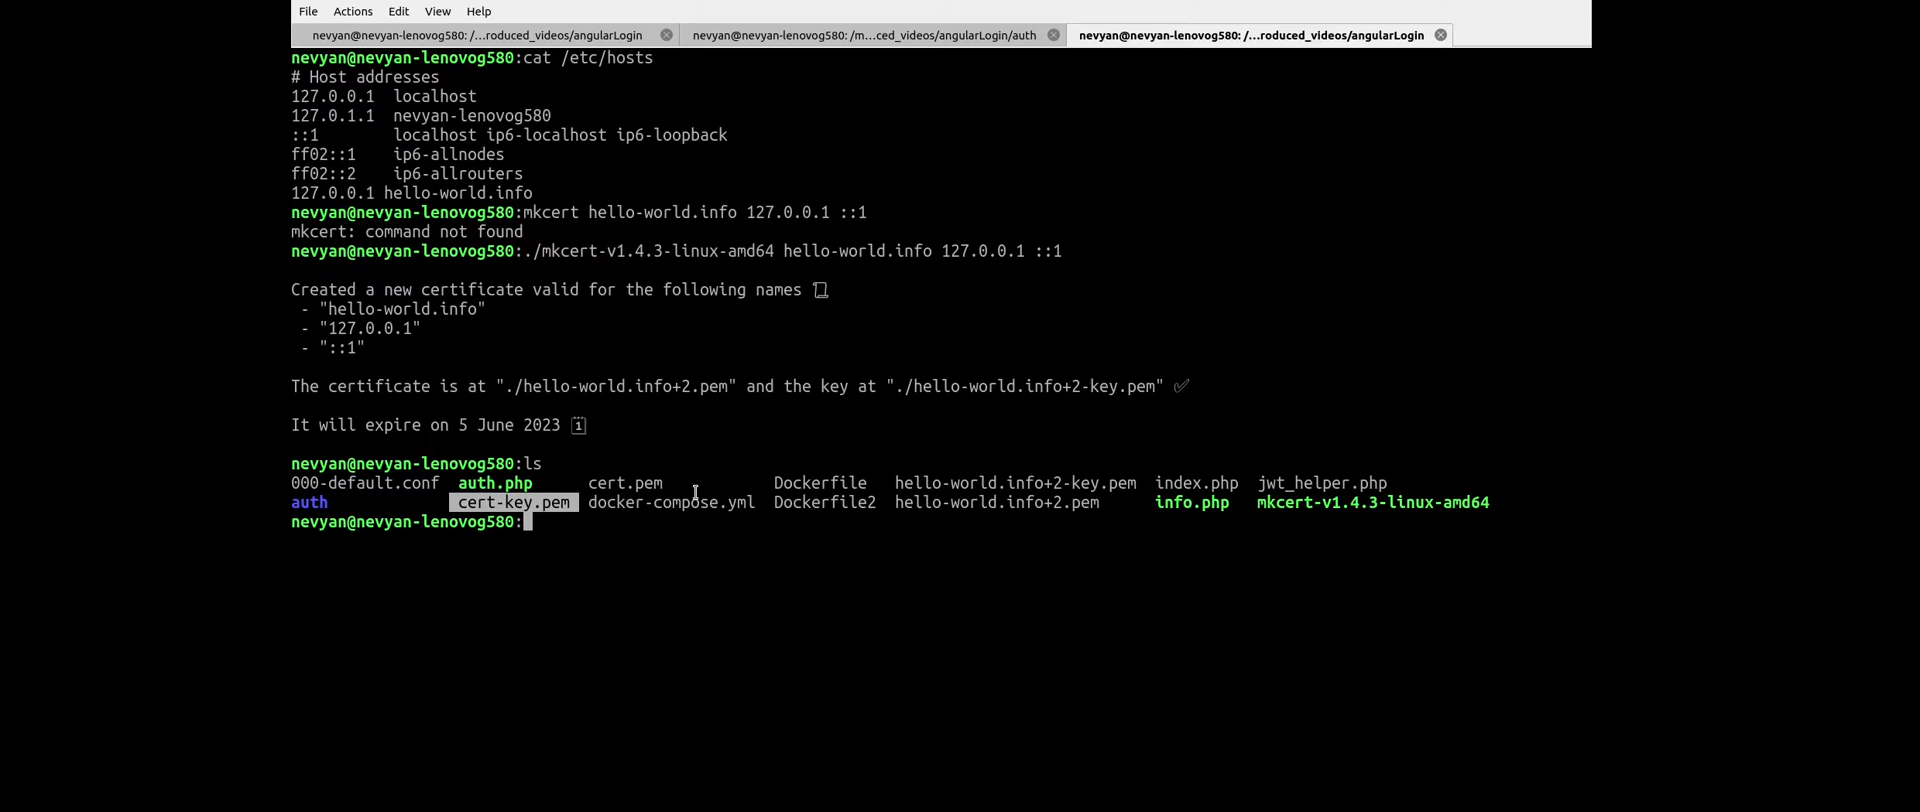 File Actions Edit View Help
nevyan@nevyan-lenovog580: /...roduced_videos/angularLogin nevyan@nevyan-lenovog580: /m...ced_videos/angularLogin/auth nevyan@nevyan-lenovog580: /...roduced_videos/angularLogin
nevyan@nevyan-lenovog580:cat /etc/hosts
# Host addresses
127.0.0.1  localhost
127.0.1.1  nevyan-lenovog580
::1        localhost ip6-localhost ip6-loopback
ff02::1    ip6-allnodes
ff02::2    ip6-allrouters
127.0.0.1 hello-world.info
nevyan@nevyan-lenovog580:mkcert hello-world.info 127.0.0.1 ::1
mkcert: command not found
nevyan@nevyan-lenovog580:./mkcert-v1.4.3-linux-amd64 hello-world.info 127.0.0.1 ::1
Created a new certificate valid for the following names 📜
 - "hello-world.info"
 - "127.0.0.1"
 - "::1"
The certificate is at "./hello-world.info+2.pem" and the key at "./hello-world.info+2-key.pem" ✅
It will expire on 5 June 2023 🗓
nevyan@nevyan-lenovog580:ls
000-default.conf  auth.php      cert.pem            Dockerfile   hello-world.info+2-key.pem  index.php  jwt_helper.php
auth              cert-key.pem  docker-compose.yml  Dockerfile2  hello-world.info+2.pem      info.php   mkcert-v1.4.3-linux-amd64
nevyan@nevyan-lenovog580: